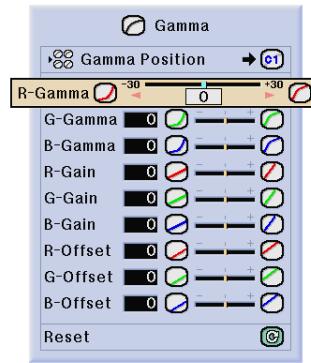 Gamma
Gamma Position C1
-30 +30
R-Gamma 0
G-Gamma 0 - +
B-Gamma 0 - +
R-Gain 0 - +
G-Gain 0 - +
B-Gain 0 - +
R-Offset 0 - +
G-Offset 0 - +
B-Offset 0 - +
Reset